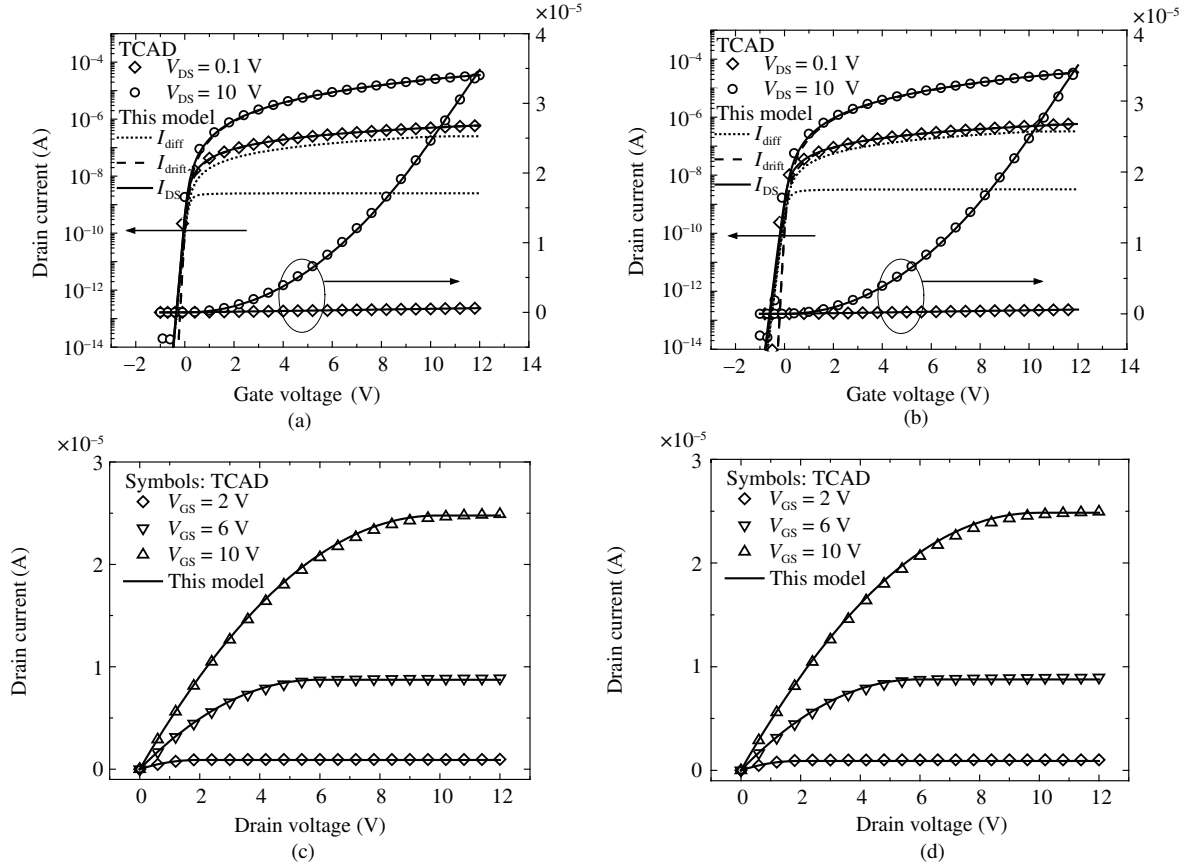 ×10⁻⁵
TCAD
V_DS = 0.1 V
V_DS = 10 V
This model
I_diff
I_drift
I_DS
Drain current (A)
10⁻²
10⁻⁴
10⁻⁶
10⁻⁸
10⁻¹⁰
10⁻¹²
10⁻¹⁴
4
3
2
1
0
−2 0 2 4 6 8 10 12 14
Gate voltage (V)
(a)
×10⁻⁵
TCAD
V_DS = 0.1 V
V_DS = 10 V
This model
I_diff
I_drift
I_DS
Drain current (A)
10⁻²
10⁻⁴
10⁻⁶
10⁻⁸
10⁻¹⁰
10⁻¹²
10⁻¹⁴
4
3
2
1
0
−2 0 2 4 6 8 10 12 14
Gate voltage (V)
(b)
×10⁻⁵
Symbols: TCAD
V_GS = 2 V
V_GS = 6 V
V_GS = 10 V
This model
Drain current (A)
3
2
1
0
0 2 4 6 8 10 12
Drain voltage (V)
(c)
×10⁻⁵
Symbols: TCAD
V_GS = 2 V
V_GS = 6 V
V_GS = 10 V
This model
Drain current (A)
3
2
1
0
0 2 4 6 8 10 12
Drain voltage (V)
(d)